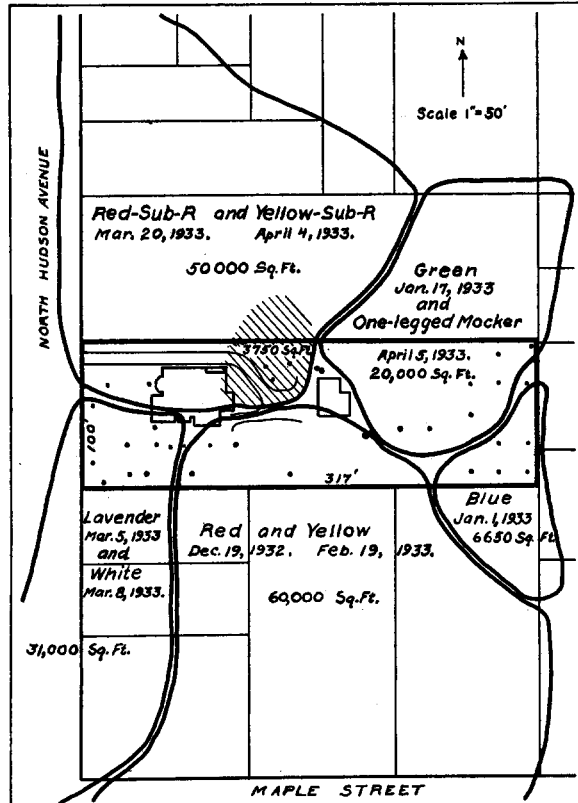 N
Scale 1"=50'
NORTH HUDSON AVENUE
Red-Sub-R and Yellow-Sub-R
Mar. 20, 1933. April 4, 1933.
50000 Sq. Ft.
Green
Jan. 17, 1933
and
One-legged Mocker
April 5, 1933.
20,000 Sq. Ft.
3750 Sq Ft.
100'
317'
Lavender
Mar. 5, 1933
and
White
Mar. 8, 1933.
31,000 Sq. Ft.
Red and Yellow
Dec. 19, 1932. Feb. 19, 1933.
60,000 Sq. Ft.
Blue
Jan. 1, 1933
6650 Sq. Ft.
MAPLE STREET